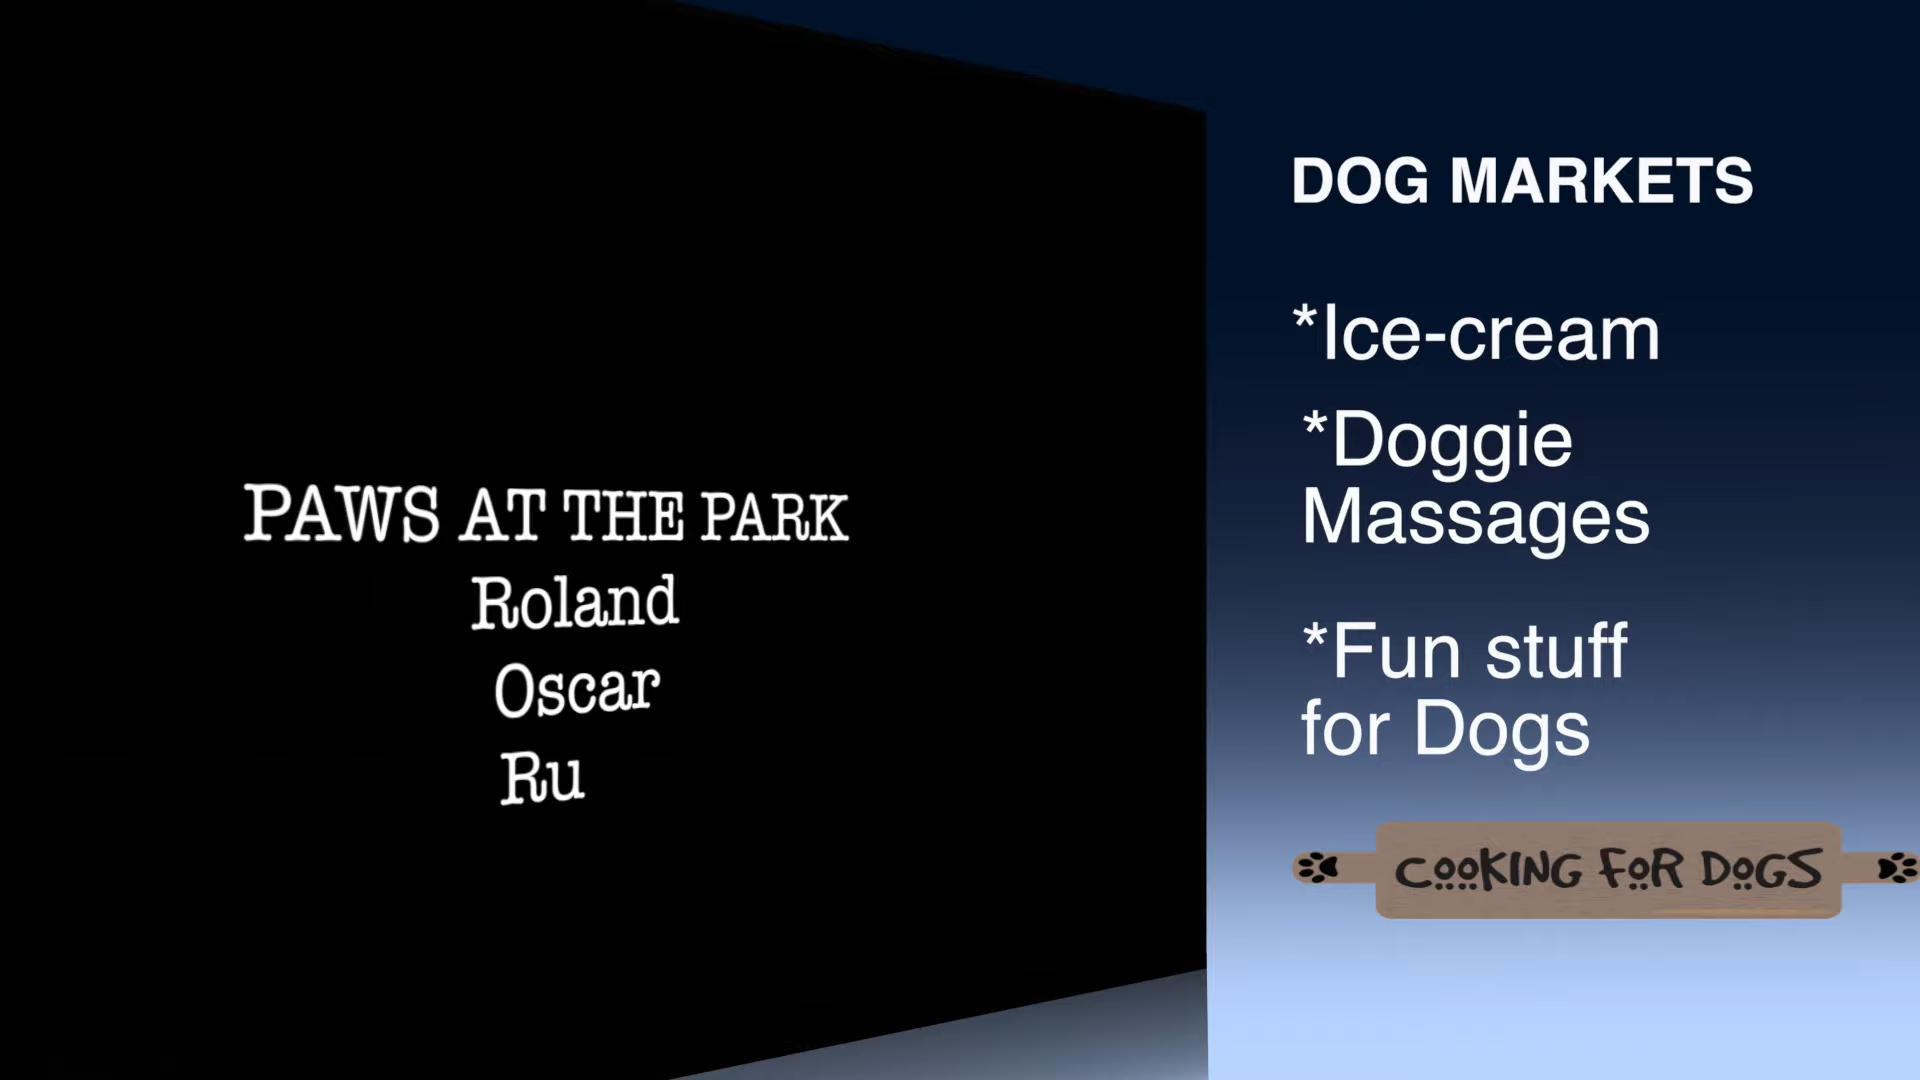 PAWS AT THE PARK
Roland
Oscar
Ru
DOG MARKETS
*Ice-cream
*Doggie
Massages
*Fun stuff
for Dogs
COOKING FOR DOGS